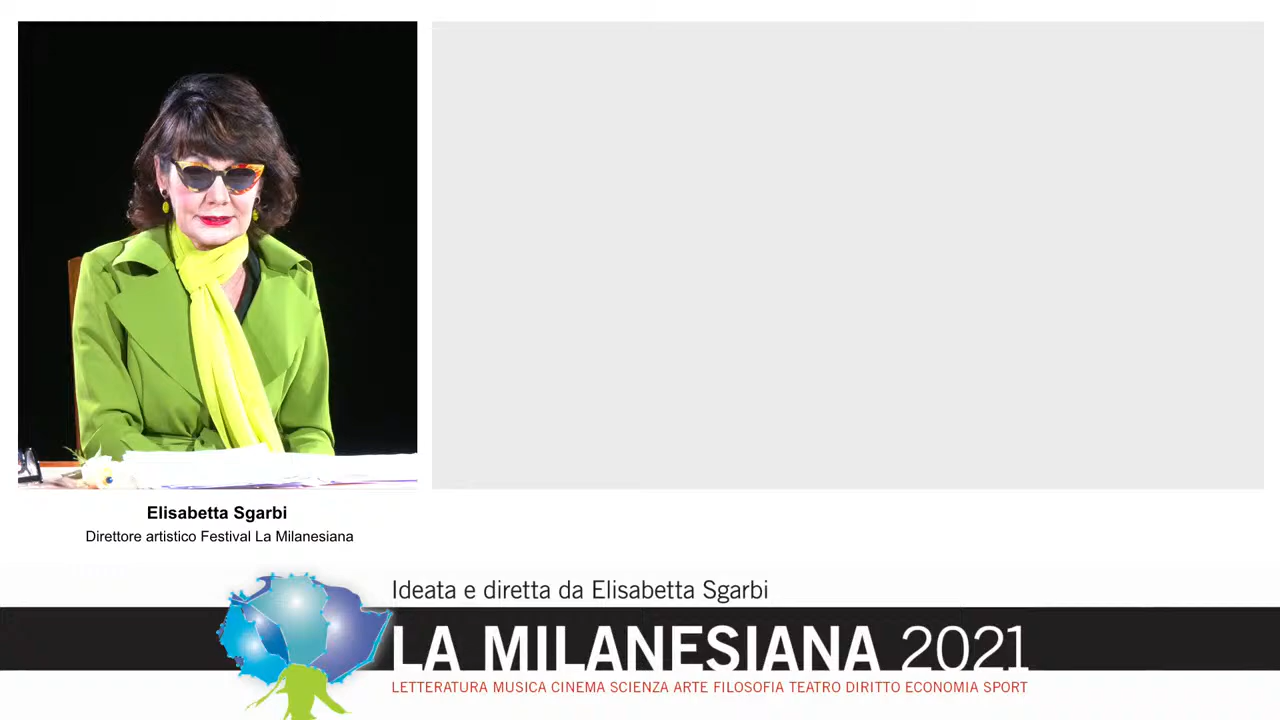 Elisabetta Sgarbi
Direttore artistico Festival La Milanesiana
Ideata e diretta da Elisabetta Sgarbi
LA MILANESIANA 2021
LETTERATURA MUSICA CINEMA SCIENZA ARTE FILOSOFIA TEATRO DIRITTO ECONOMIA SPORT